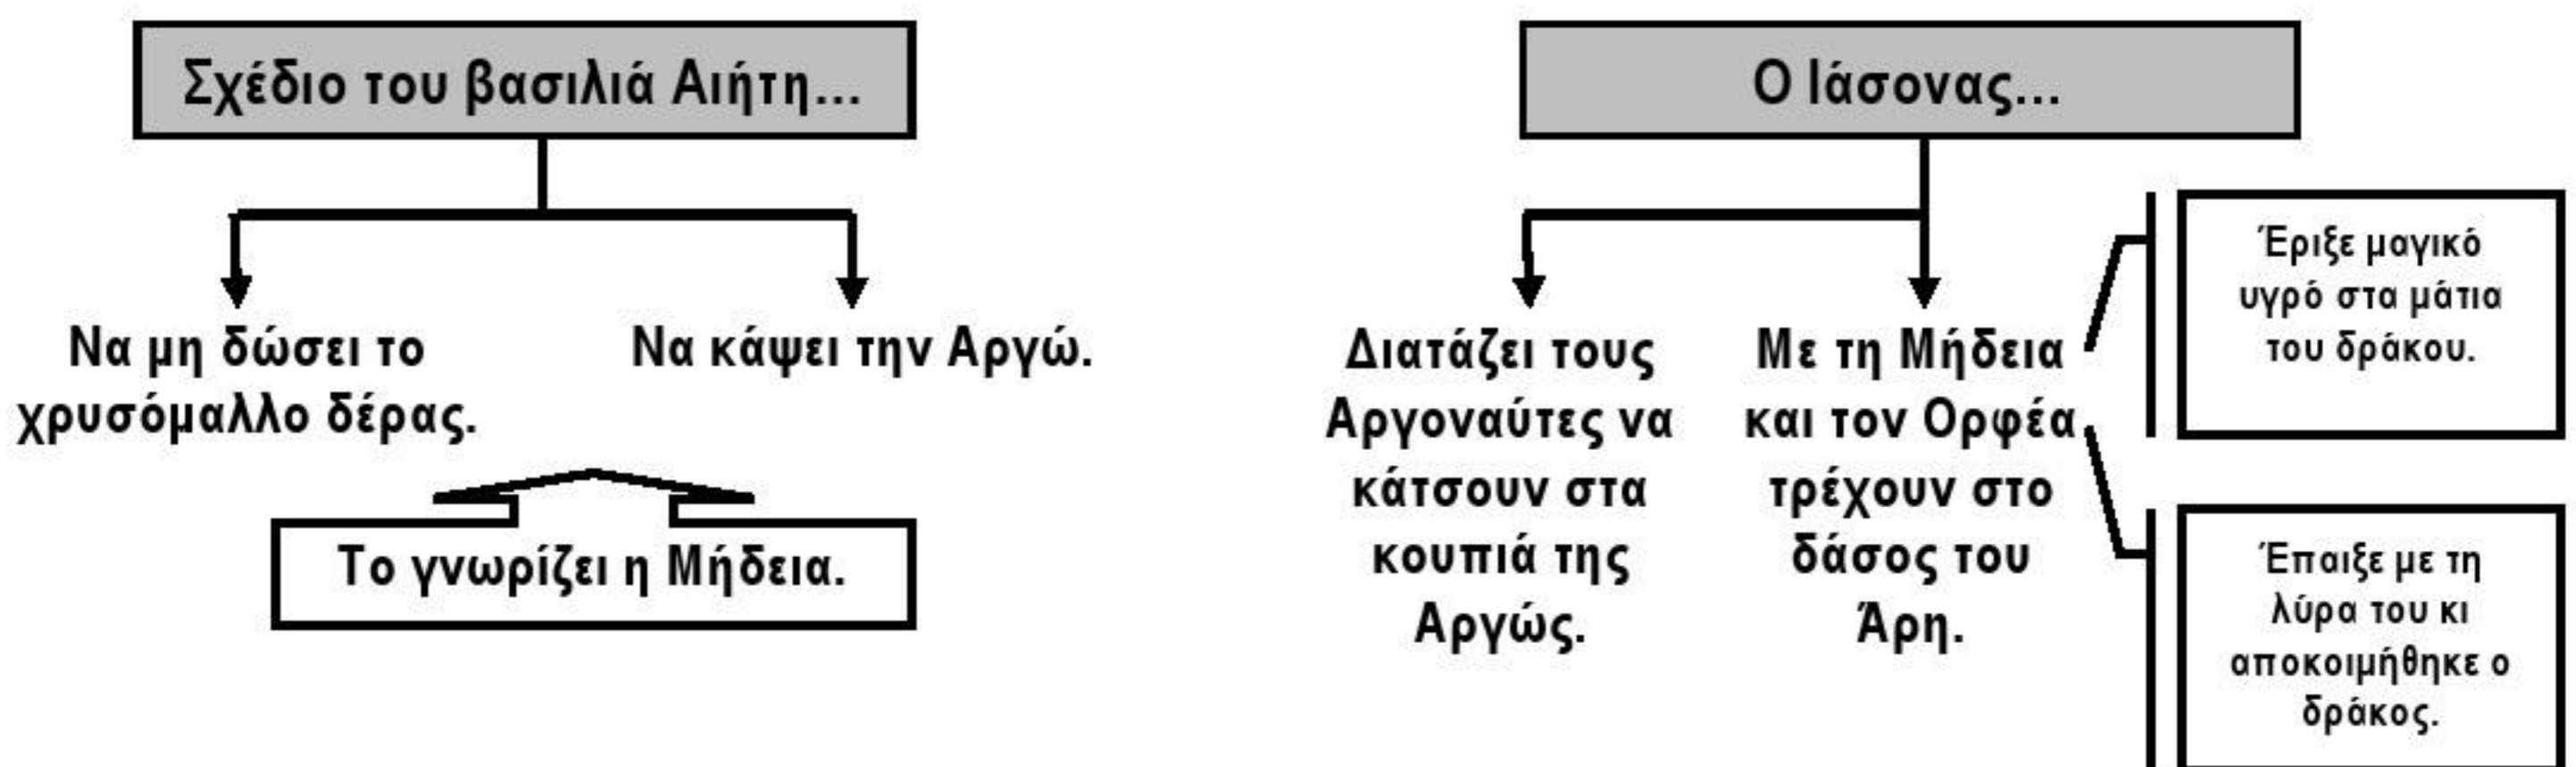 Σχέδιο του βασιλιά Αιήτη...
Να μη δώσει το
χρυσόμαλλο δέρας.
Να κάψει την Αργώ.
Το γνωρίζει η Μήδεια.
Ο Ιάσονας...
Διατάζει τους
Αργοναύτες να
κάτσουν στα
κουπιά της
Αργώς.
Με τη Μήδεια
και τον Ορφέα
τρέχουν στο
δάσος του
Άρη.
Έριξε μαγικό
υγρό στα μάτια
του δράκου.
Έπαιξε με τη
λύρα του κι
αποκοιμήθηκε ο
δράκος.